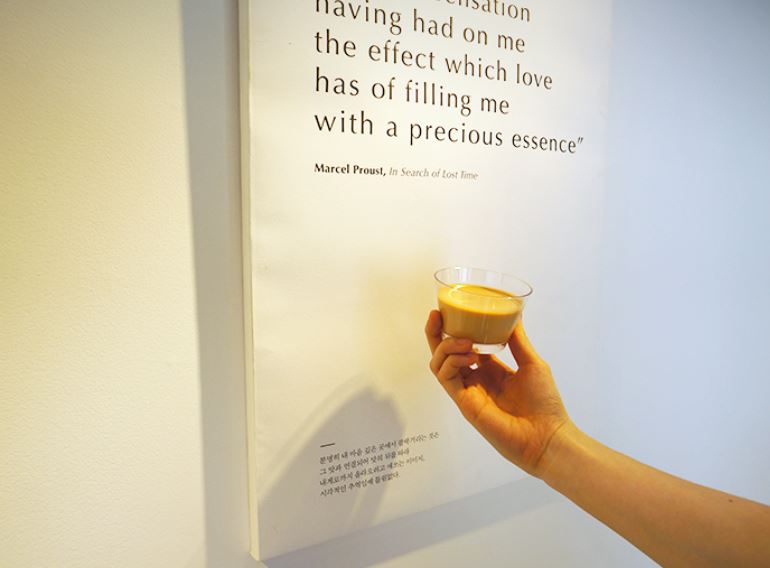 sensation
having had on me
the effect which love
has of filling me
with a precious essence”
Marcel Proust, In Search of Lost Time
분명히 내 마음 깊은 곳에서 팔딱거리는 것은
그 맛과 연결되어 맛의 뒤를 따라
내게로까지 올라오려고 애쓰는 이미지,
시각적인 추억임에 틀림없다.